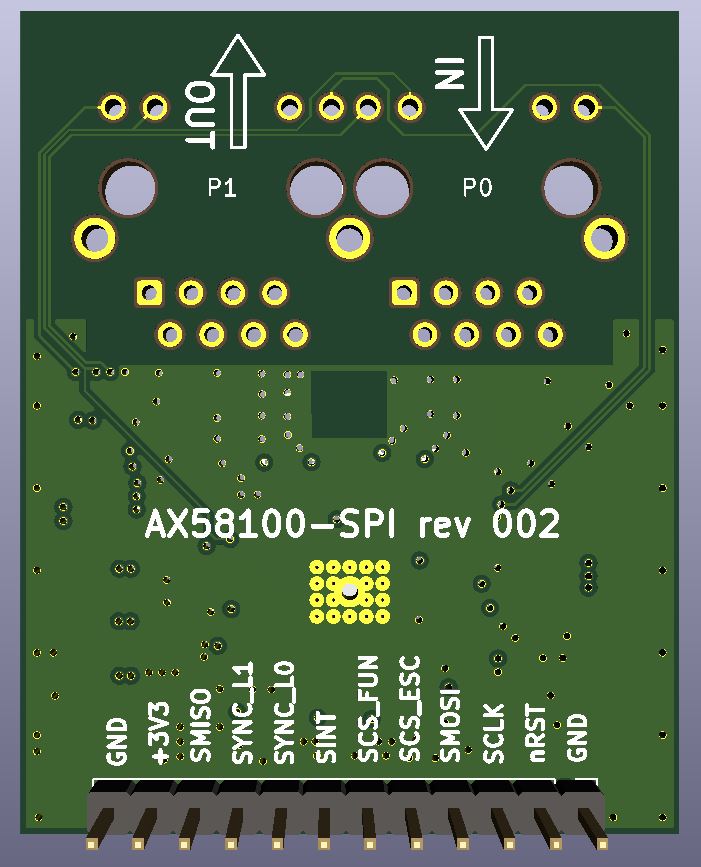 OUT
IN
P1
P0
AX58100-SPI rev 002
GND
+3V3
SMISO
SYNC_L1
SYNC_L0
SINT
SCS_FUN
SCS_ESC
SMOSI
SCLK
nRST
GND